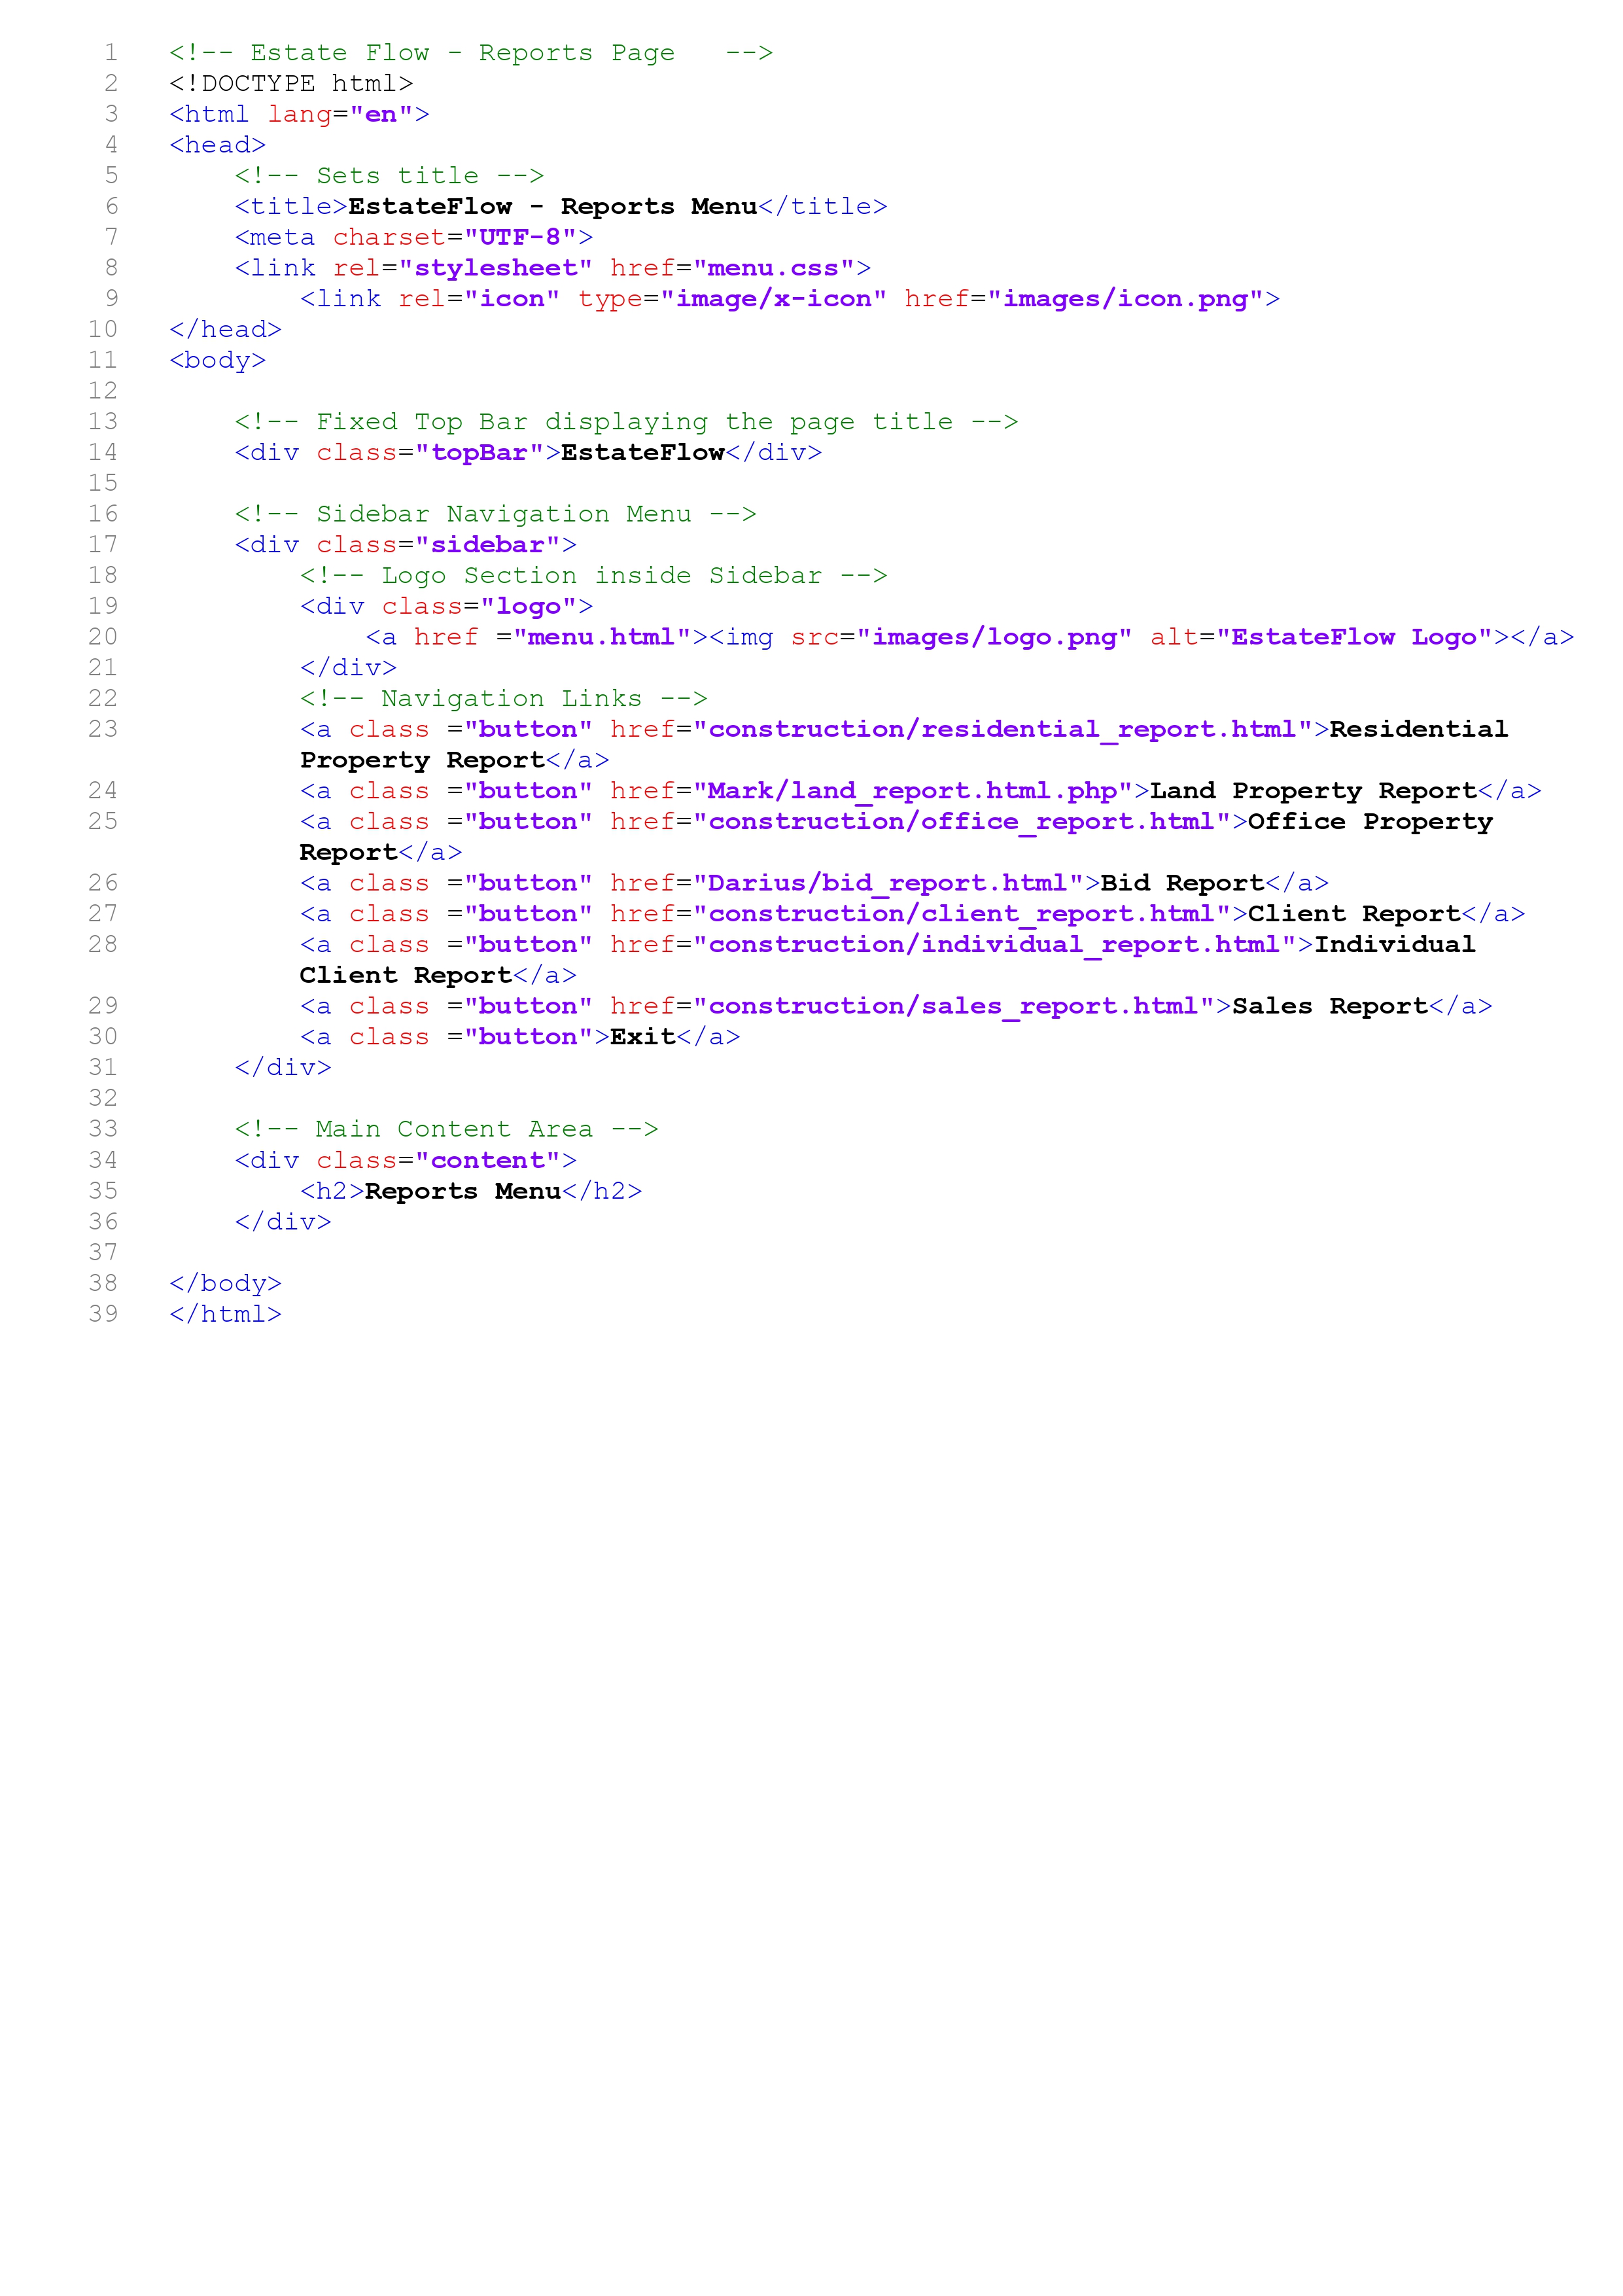 1 <!-- Estate Flow - Reports Page   -->
2 <!DOCTYPE html>
3 <html lang="en">
4 <head>
5     <!-- Sets title -->
6     <title>EstateFlow - Reports Menu</title>
7     <meta charset="UTF-8">
8     <link rel="stylesheet" href="menu.css">
9         <link rel="icon" type="image/x-icon" href="images/icon.png">
10 </head>
11 <body>
12
13     <!-- Fixed Top Bar displaying the page title -->
14     <div class="topBar">EstateFlow</div>
15
16     <!-- Sidebar Navigation Menu -->
17     <div class="sidebar">
18         <!-- Logo Section inside Sidebar -->
19         <div class="logo">
20             <a href ="menu.html"><img src="images/logo.png" alt="EstateFlow Logo"></a>
21         </div>
22         <!-- Navigation Links -->
23         <a class ="button" href="construction/residential_report.html">Residential
Property Report</a>
24         <a class ="button" href="Mark/land_report.html.php">Land Property Report</a>
25         <a class ="button" href="construction/office_report.html">Office Property
Report</a>
26         <a class ="button" href="Darius/bid_report.html">Bid Report</a>
27         <a class ="button" href="construction/client_report.html">Client Report</a>
28         <a class ="button" href="construction/individual_report.html">Individual
Client Report</a>
29         <a class ="button" href="construction/sales_report.html">Sales Report</a>
30         <a class ="button">Exit</a>
31     </div>
32
33     <!-- Main Content Area -->
34     <div class="content">
35         <h2>Reports Menu</h2>
36     </div>
37
38 </body>
39 </html>